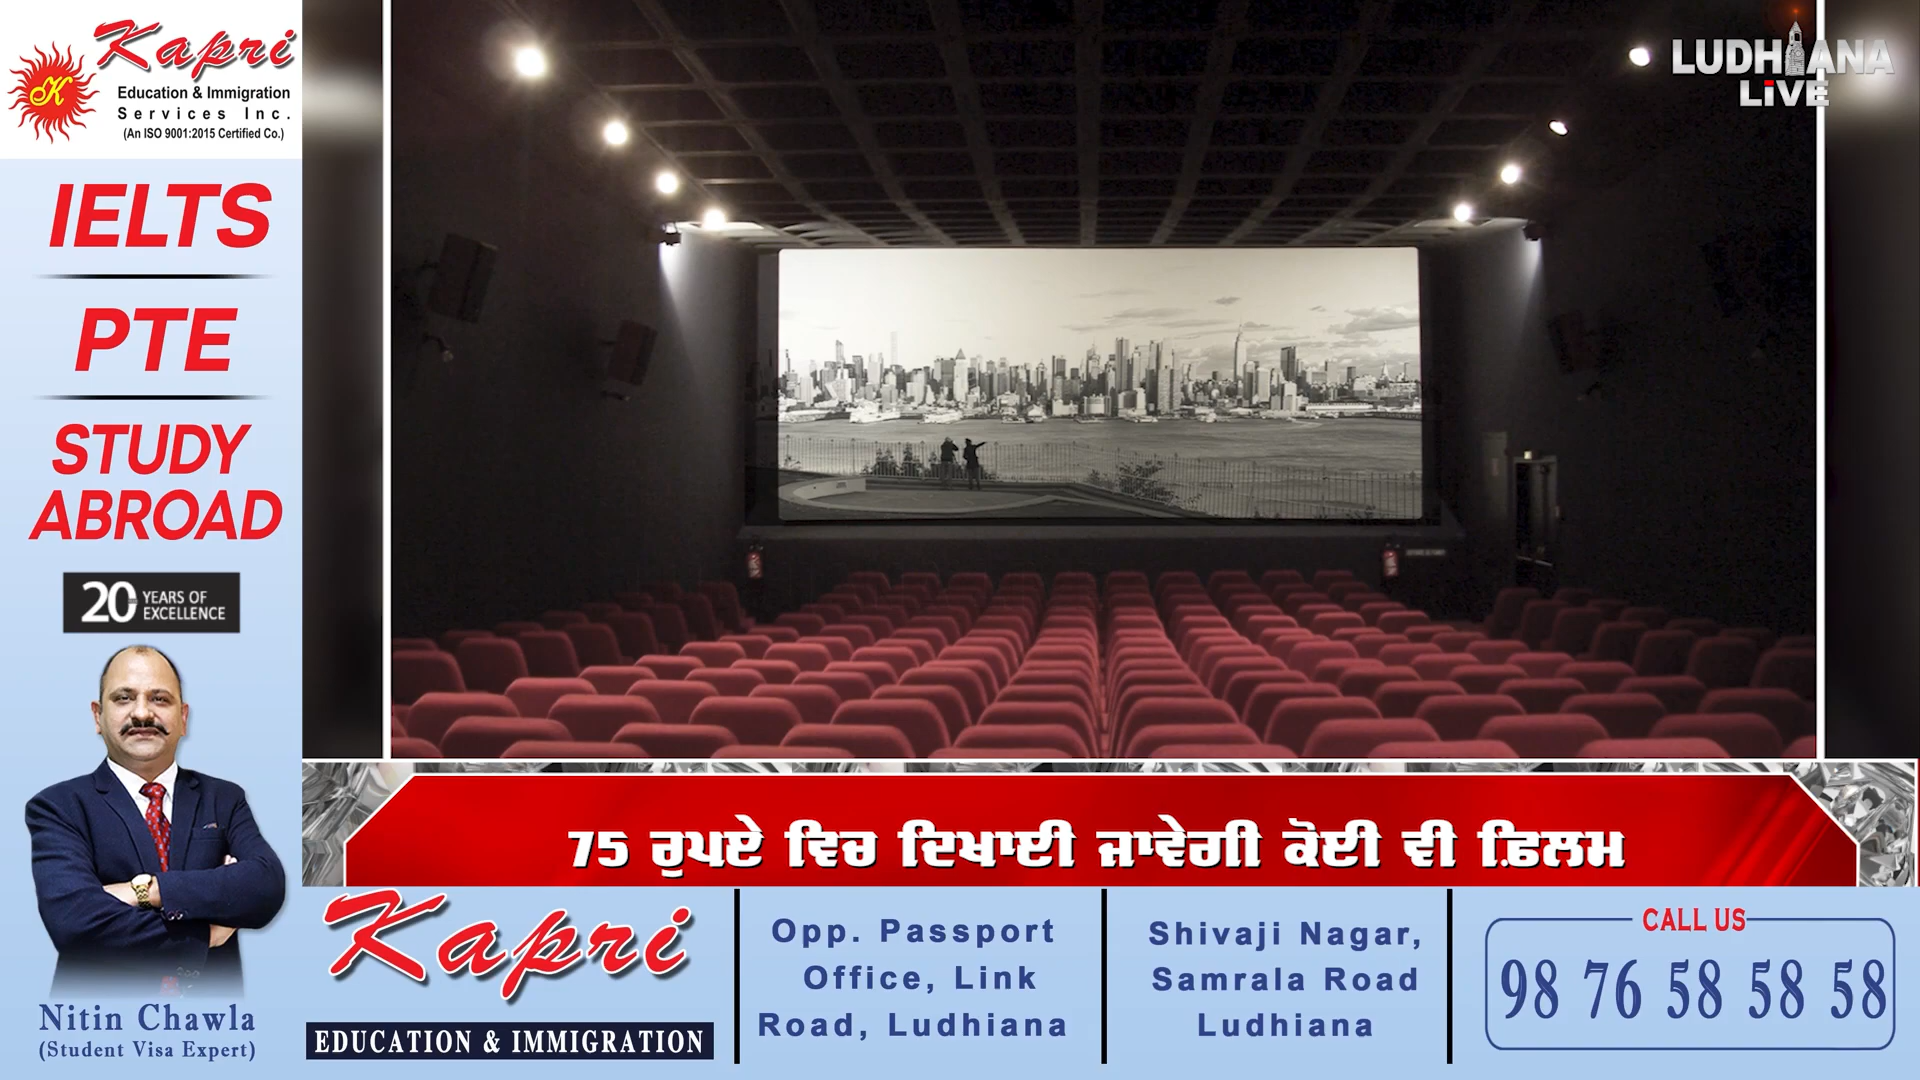 Kapri
Education & Immigration
Services Inc.
(An ISO 9001:2015 Certified Co.)
IELTS
PTE
STUDY
ABROAD
20 YEARS OF
EXCELLENCE
Nitin Chawla
(Student Visa Expert)
LUDHIANA
LiVE
75 ਰੁਪਏ ਵਿਚ ਦਿਖਾਈ ਜਾਵੇਗੀ ਕੋਈ ਵੀ ਫ਼ਿਲਮ
Kapri
EDUCATION & IMMIGRATION
Opp. Passport
Office, Link
Road, Ludhiana
Shivaji Nagar,
Samrala Road
Ludhiana
CALL US
98 76 58 58 58